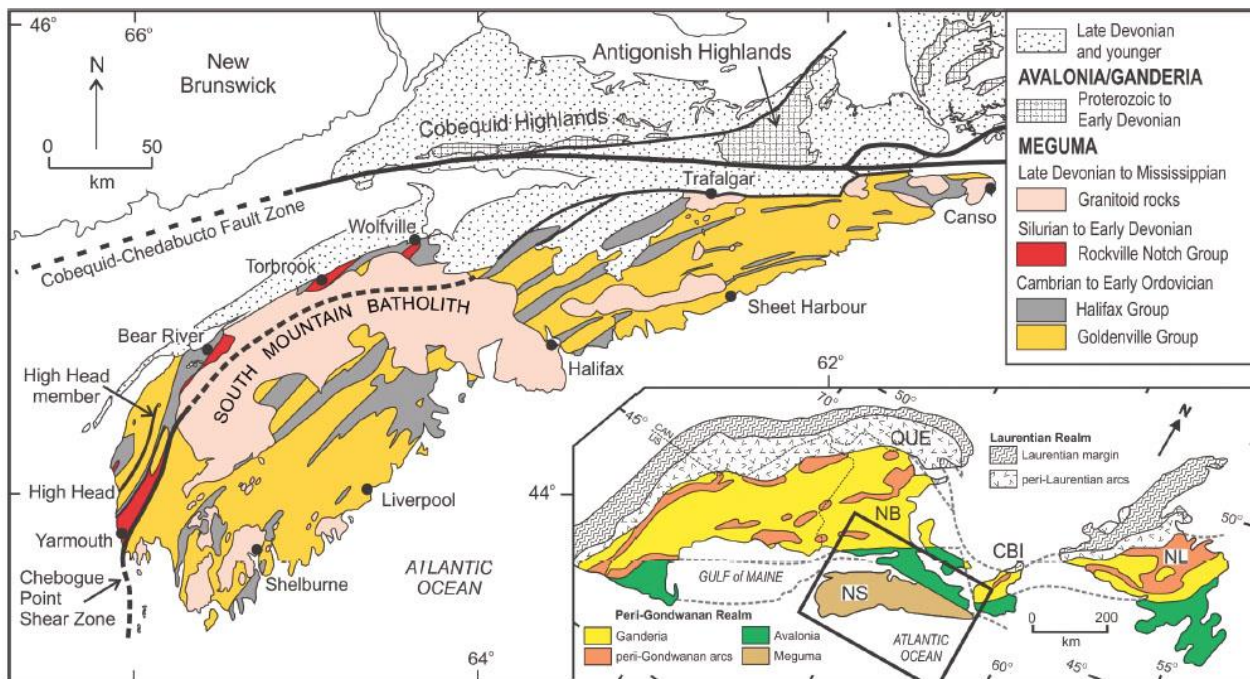 46°
66°
N
0
50
km
New
Brunswick
Antigonish Highlands
Cobequid Highlands
Cobequid-Chedabucto Fault Zone
Trafalgar
Canso
Wolfville
Torbrook
Bear River
SOUTH MOUNTAIN BATHOLITH
Sheet Harbour
Halifax
High Head
member
High Head
Yarmouth
Chebogue
Point
Shear Zone
Shelburne
Liverpool
ATLANTIC
OCEAN
62°
44°
64°
Late Devonian
and younger
AVALONIA/GANDERIA
Proterozoic to
Early Devonian
MEGUMA
Late Devonian to Mississippian
Granitoid rocks
Silurian to Early Devonian
Rockville Notch Group
Cambrian to Early Ordovician
Halifax Group
Goldenville Group
45°
CAN
US
70°
50°
QUE
NB
GULF of MAINE
NS
CBI
NL
N
Laurentian Realm
Laurentian margin
peri-Laurentian arcs
50°
Peri-Gondwanan Realm
Ganderia
Avalonia
peri-Gondwanan arcs
Meguma
ATLANTIC
OCEAN
0
200
km
60°
45°
55°